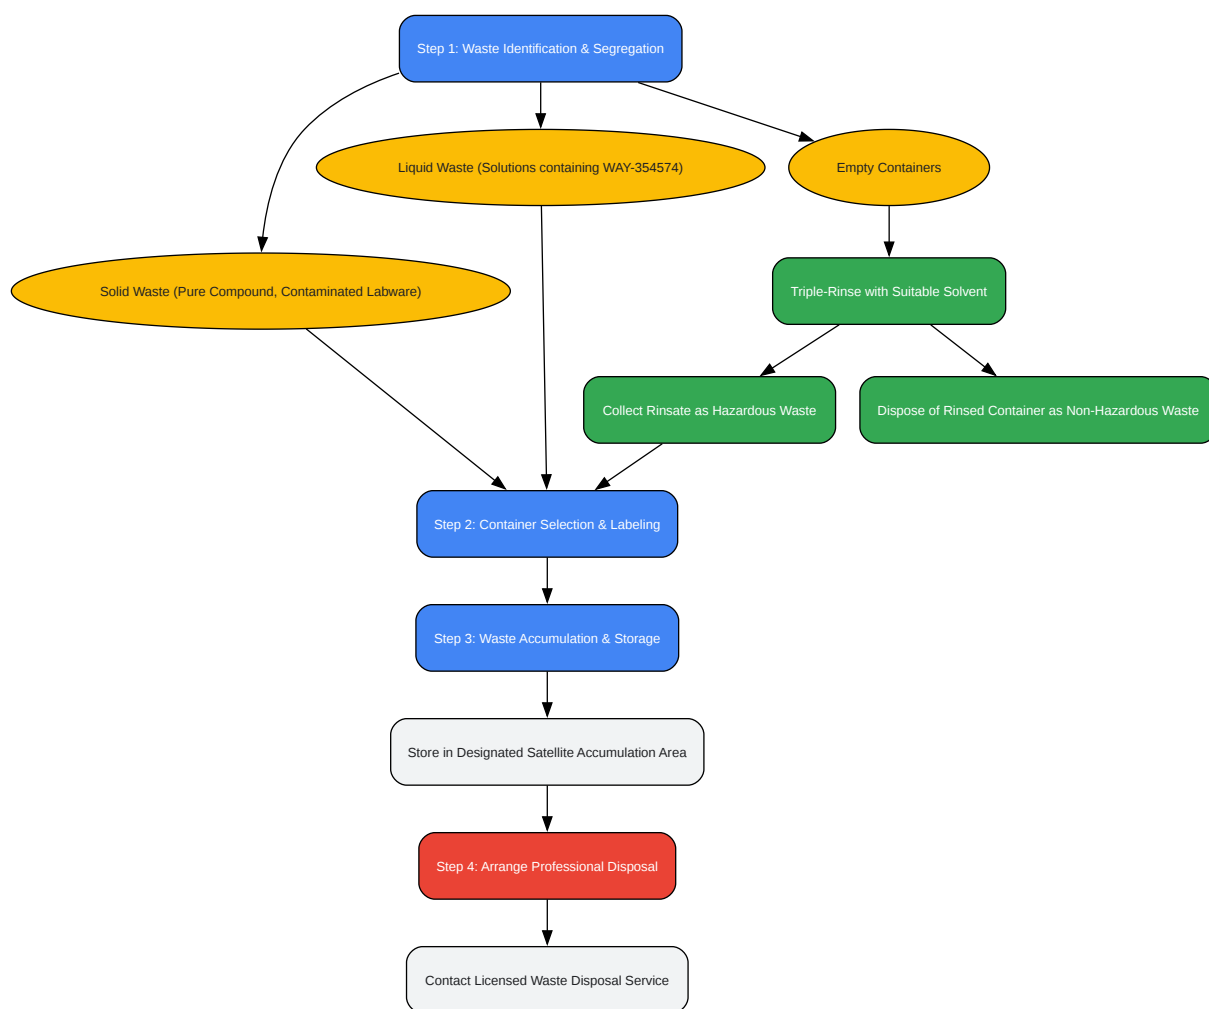 Step 1: Waste Identification & Segregation
Liquid Waste (Solutions containing WAY-354574)
Empty Containers
Solid Waste (Pure Compound, Contaminated Labware)
Triple-Rinse with Suitable Solvent
Collect Rinsate as Hazardous Waste
Dispose of Rinsed Container as Non-Hazardous Waste
Step 2: Container Selection & Labeling
Step 3: Waste Accumulation & Storage
Store in Designated Satellite Accumulation Area
Step 4: Arrange Professional Disposal
Contact Licensed Waste Disposal Service